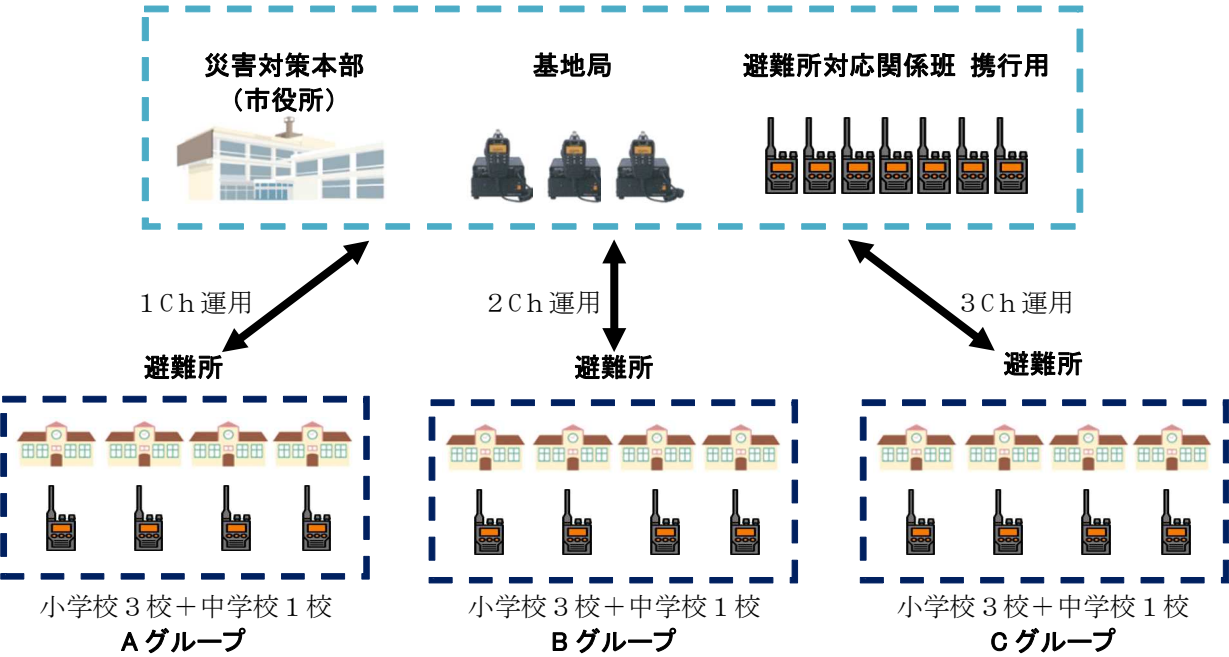 災害対策本部
（市役所）
基地局
避難所対応関係班 携行用
１Ch運用
２Ch運用
３Ch運用
避難所
避難所
避難所
小学校３校＋中学校１校
Aグループ
小学校３校＋中学校１校
Bグループ
小学校３校＋中学校１校
Cグループ